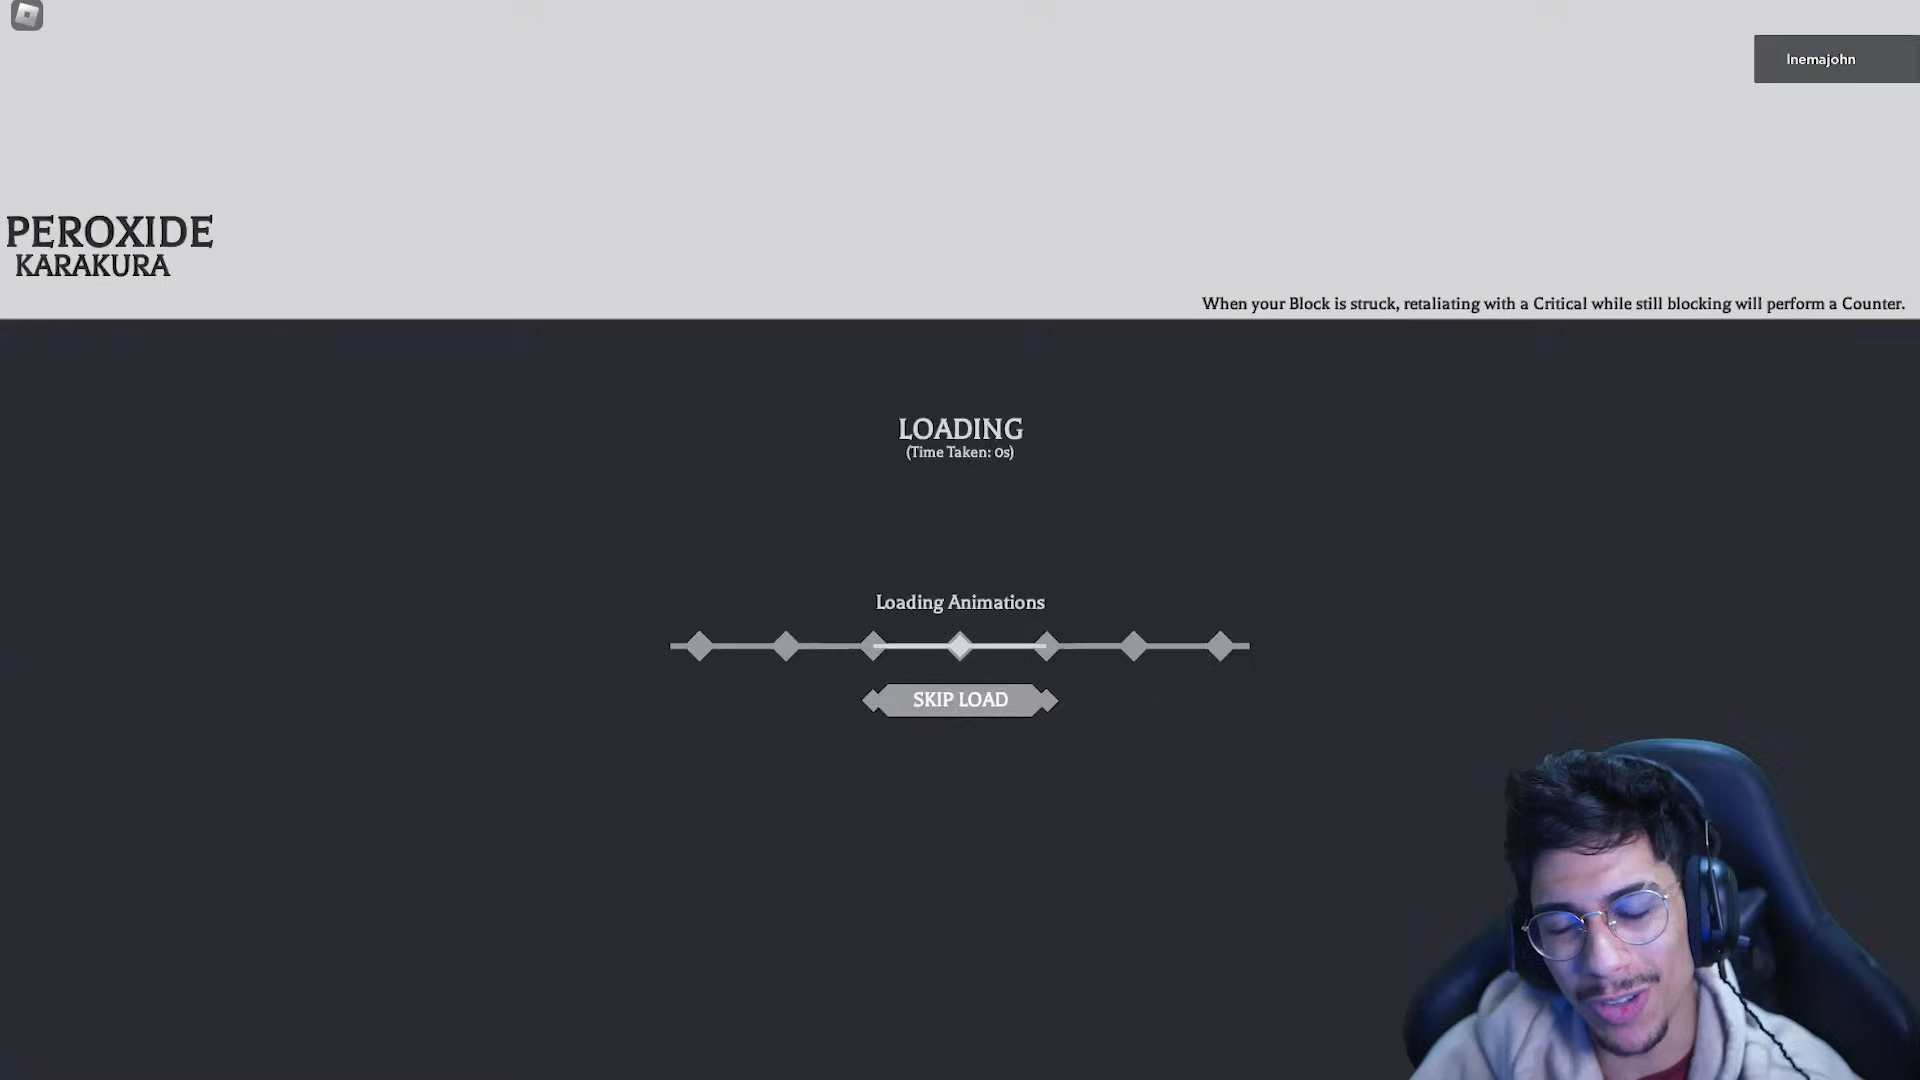 lnemajohn
PEROXIDE
KARAKURA
When your Block is struck, retaliating with a Critical while still blocking will perform a Counter.
LOADING
(Time Taken: 0s)
Loading Animations
SKIP LOAD